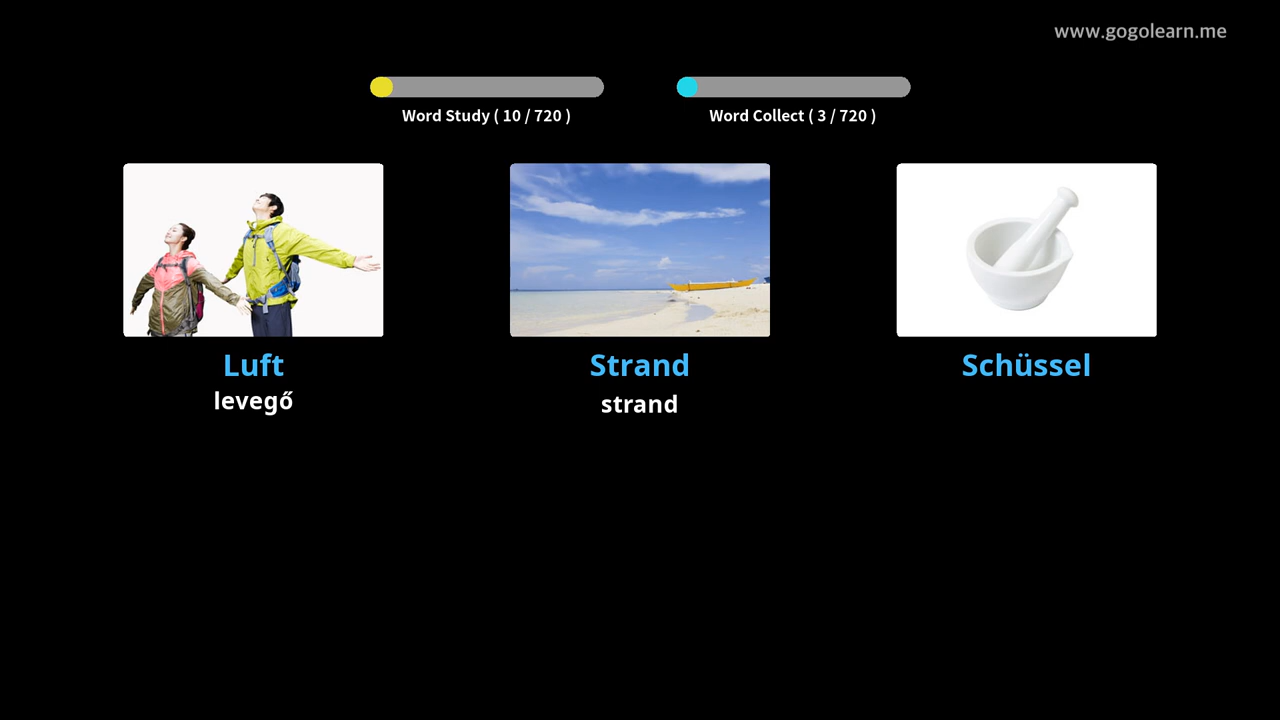 www.gogolearn.me
Word Study ( 10 / 720 )
Word Collect ( 3 / 720 )
Luft
levegő
Strand
strand
Schüssel